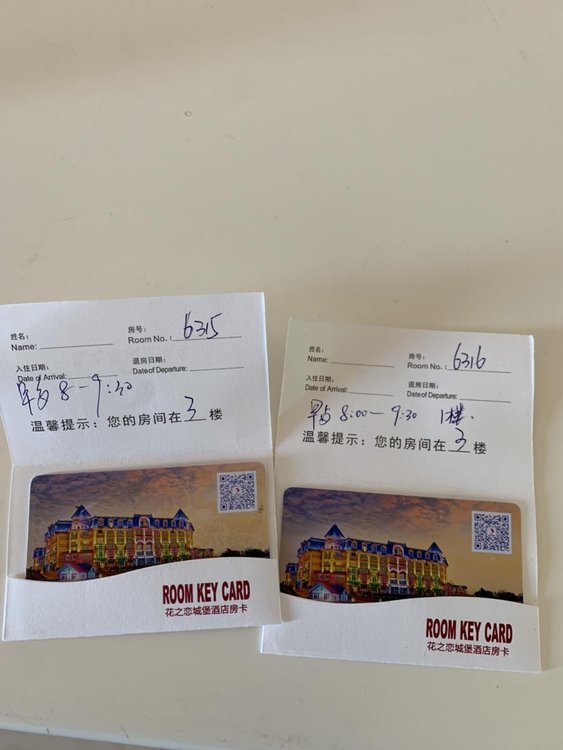 姓名： 房号：
Name: Room No.: 6315
入住日期： 退房日期：
Date of Arrival: Date of Departure:
早占 8-9:30
温馨提示：您的房间在 3 楼
ROOM KEY CARD
花之恋城堡酒店房卡
姓名： 房号：
Name: Room No.: 6316
入住日期： 退房日期：
Date of Arrival: Date of Departure:
早占 8:00-9:30 1楼.
温馨提示：您的房间在 3 楼
ROOM KEY CARD
花之恋城堡酒店房卡